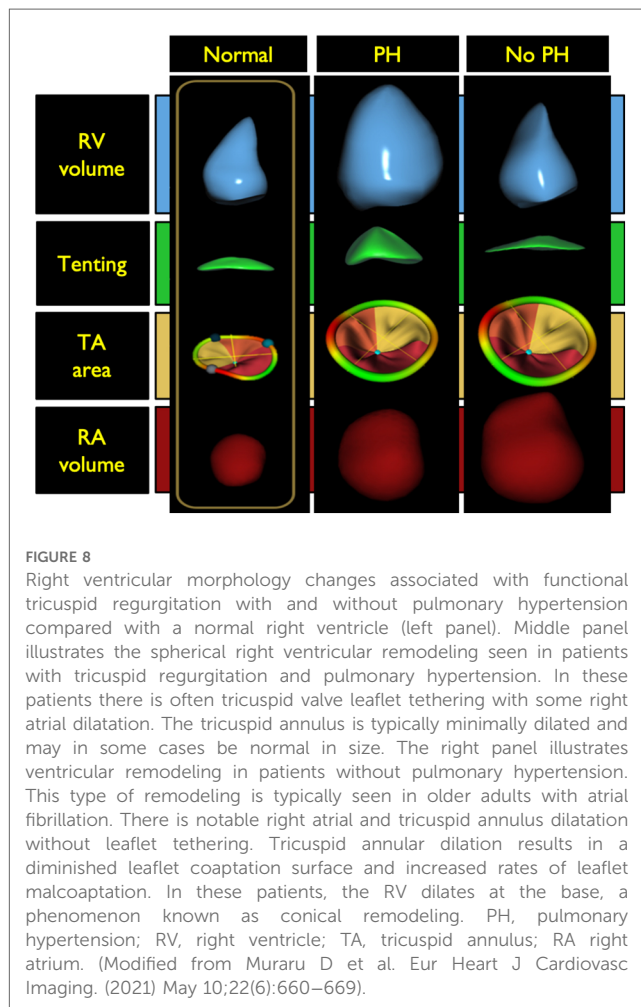 Normal
PH
No PH
RV
volume
Tenting
TA
area
RA
volume
FIGURE 8
Right ventricular morphology changes associated with functional
tricuspid regurgitation with and without pulmonary hypertension
compared with a normal right ventricle (left panel). Middle panel
illustrates the spherical right ventricular remodeling seen in patients
with tricuspid regurgitation and pulmonary hypertension. In these
patients there is often tricuspid valve leaflet tethering with some right
atrial dilatation. The tricuspid annulus is typically minimally dilated and
may in some cases be normal in size. The right panel illustrates
ventricular remodeling in patients without pulmonary hypertension.
This type of remodeling is typically seen in older adults with atrial
fibrillation. There is notable right atrial and tricuspid annulus dilatation
without leaflet tethering. Tricuspid annular dilation results in a
diminished leaflet coaptation surface and increased rates of leaflet
malcoaptation. In these patients, the RV dilates at the base, a
phenomenon known as conical remodeling. PH, pulmonary
hypertension; RV, right ventricle; TA, tricuspid annulus; RA right
atrium. (Modified from Muraru D et al. Eur Heart J Cardiovasc
Imaging. (2021) May 10;22(6):660–669).